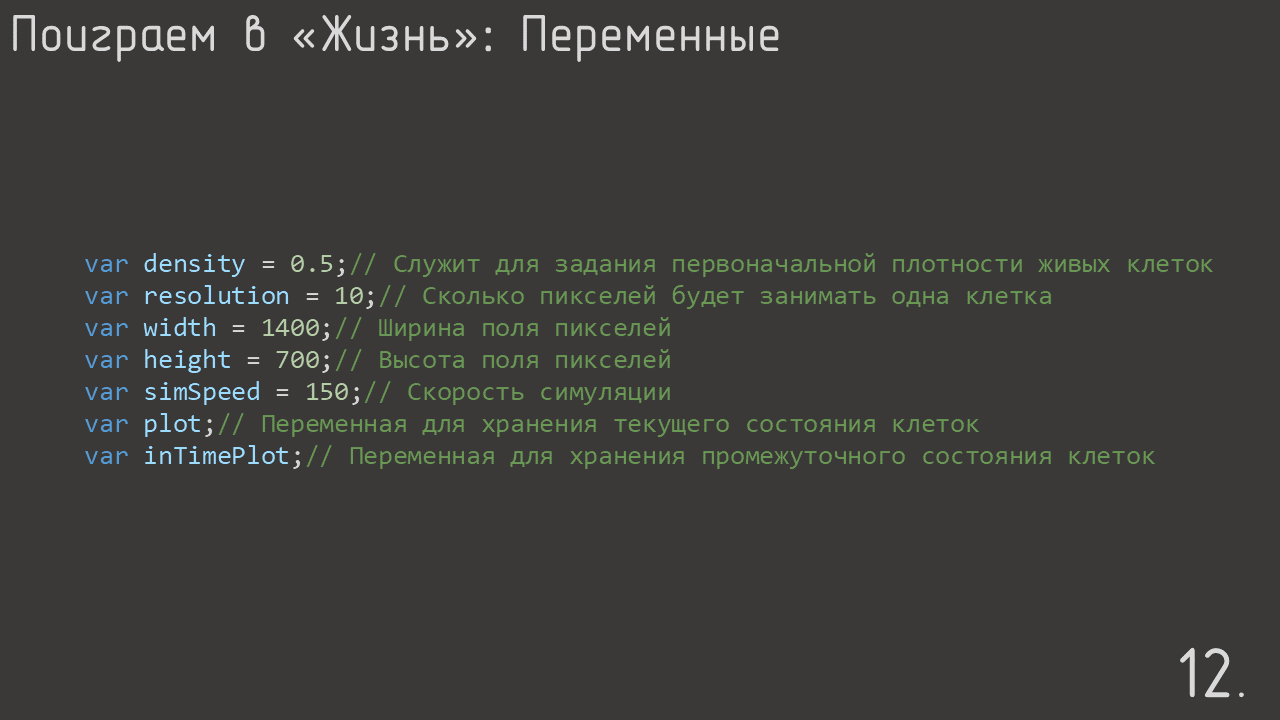 Поиграем в «Жизнь»: Переменные
var density = 0.5;// Служит для задания первоначальной плотности живых клеток
var resolution = 10;// Сколько пикселей будет занимать одна клетка
var width = 1400;// Ширина поля пикселей
var height = 700;// Высота поля пикселей
var simSpeed = 150;// Скорость симуляции
var plot;// Переменная для хранения текущего состояния клеток
var inTimePlot;// Переменная для хранения промежуточного состояния клеток
12.